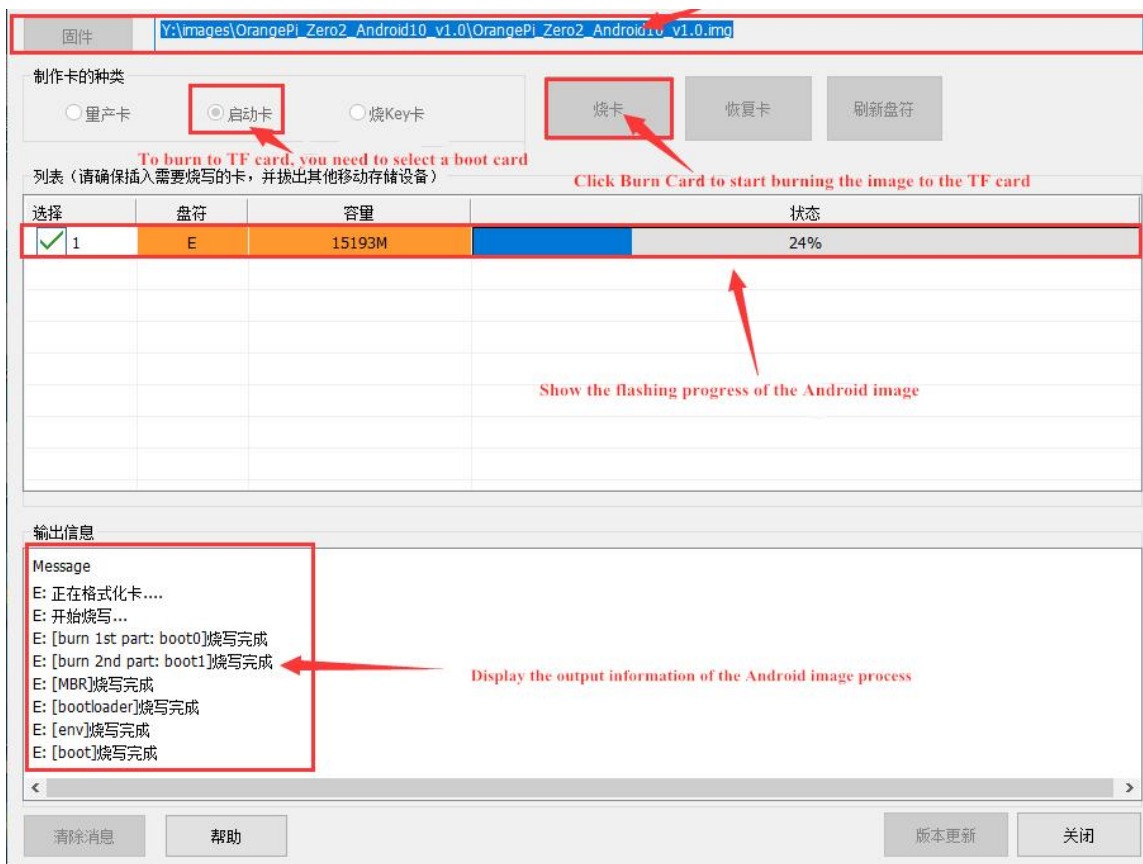 固件 Y:\images\OrangePi_Zero2_Android10_v1.0\OrangePi_Zero2_Android10_v1.0.img
制作卡的种类
量产卡 启动卡 烧Key卡 烧卡 恢复卡 刷新盘符
To burn to TF card, you need to select a boot card
列表（请确保插入需要烧写的卡，并拔出其他移动存储设备）
Click Burn Card to start burning the image to the TF card
选择 盘符 容量 状态
1 E 15193M 24%
Show the flashing progress of the Android image
输出信息
Message
E: 正在格式化卡....
E: 开始烧写...
E: [burn 1st part: boot0]烧写完成
E: [burn 2nd part: boot1]烧写完成
Display the output information of the Android image process
E: [MBR]烧写完成
E: [bootloader]烧写完成
E: [env]烧写完成
E: [boot]烧写完成
清除消息 帮助 版本更新 关闭